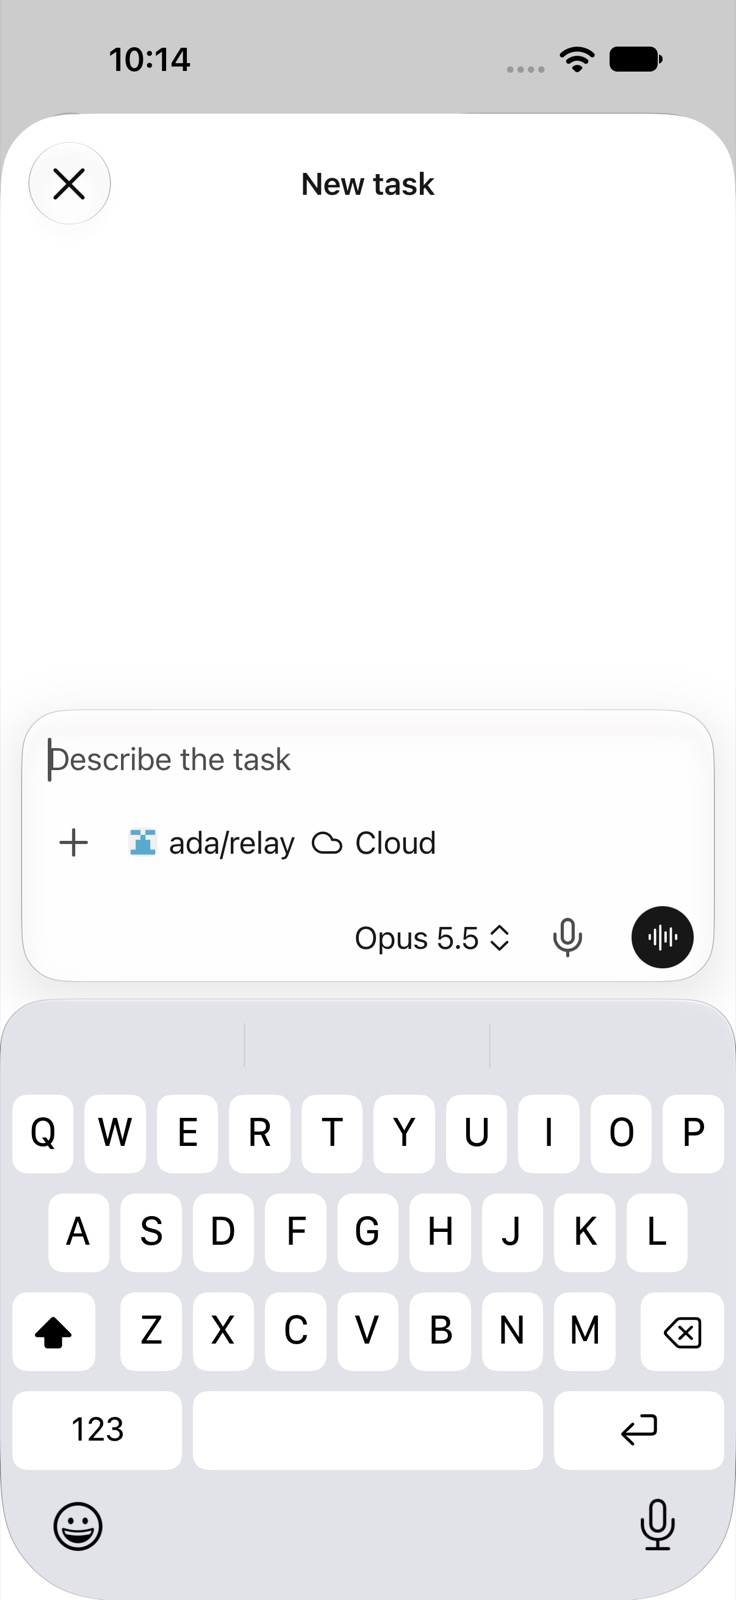 10:14
New task
Describe the task
ada/relay Cloud
Opus 5.5
Q W E R T Y U I O P
A S D F G H J K L
Z X C V B N M
123